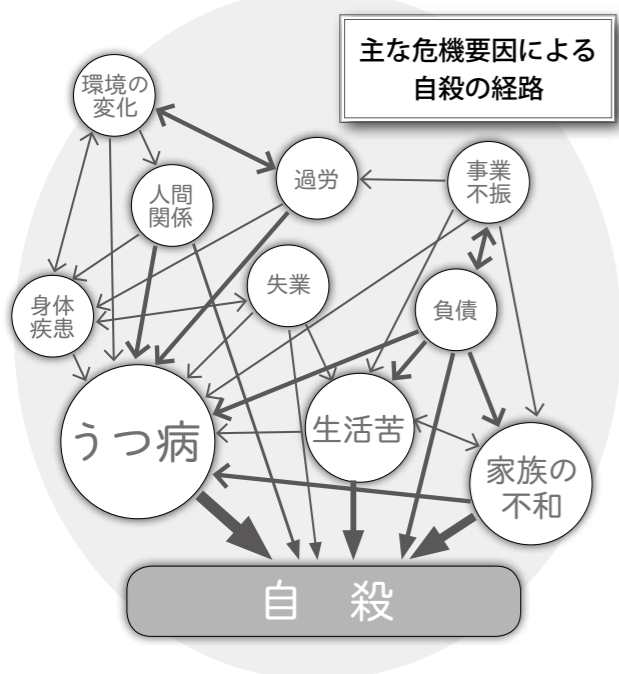 主な危機要因による
自殺の経路
環境の
変化
人間
関係
過労
事業
不振
身体
疾患
失業
負債
うつ病
生活苦
家族の
不和
自 殺